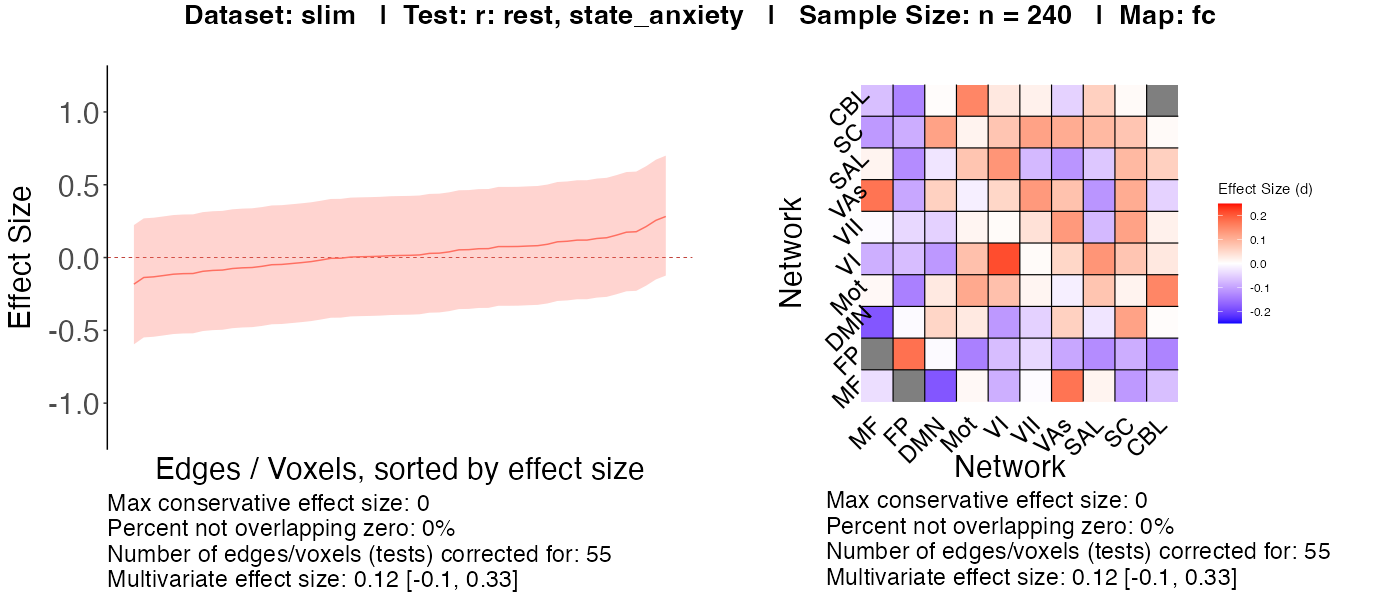 Dataset: slim | Test: r: rest, state_anxiety | Sample Size: n = 240 | Map: fc
Effect Size
1.0
0.5
0.0
-0.5
-1.0
Edges / Voxels, sorted by effect size
Max conservative effect size: 0
Percent not overlapping zero: 0%
Number of edges/voxels (tests) corrected for: 55
Multivariate effect size: 0.12 [-0.1, 0.33]
Network
CBL
SC
SAL
VAs
VII
VI
Mot
DMN
FP
MF
MF
FP
DMN
Mot
VI
VII
VAs
SAL
SC
CBL
Network
Effect Size (d)
0.2
0.1
0.0
-0.1
-0.2
Max conservative effect size: 0
Percent not overlapping zero: 0%
Number of edges/voxels (tests) corrected for: 55
Multivariate effect size: 0.12 [-0.1, 0.33]